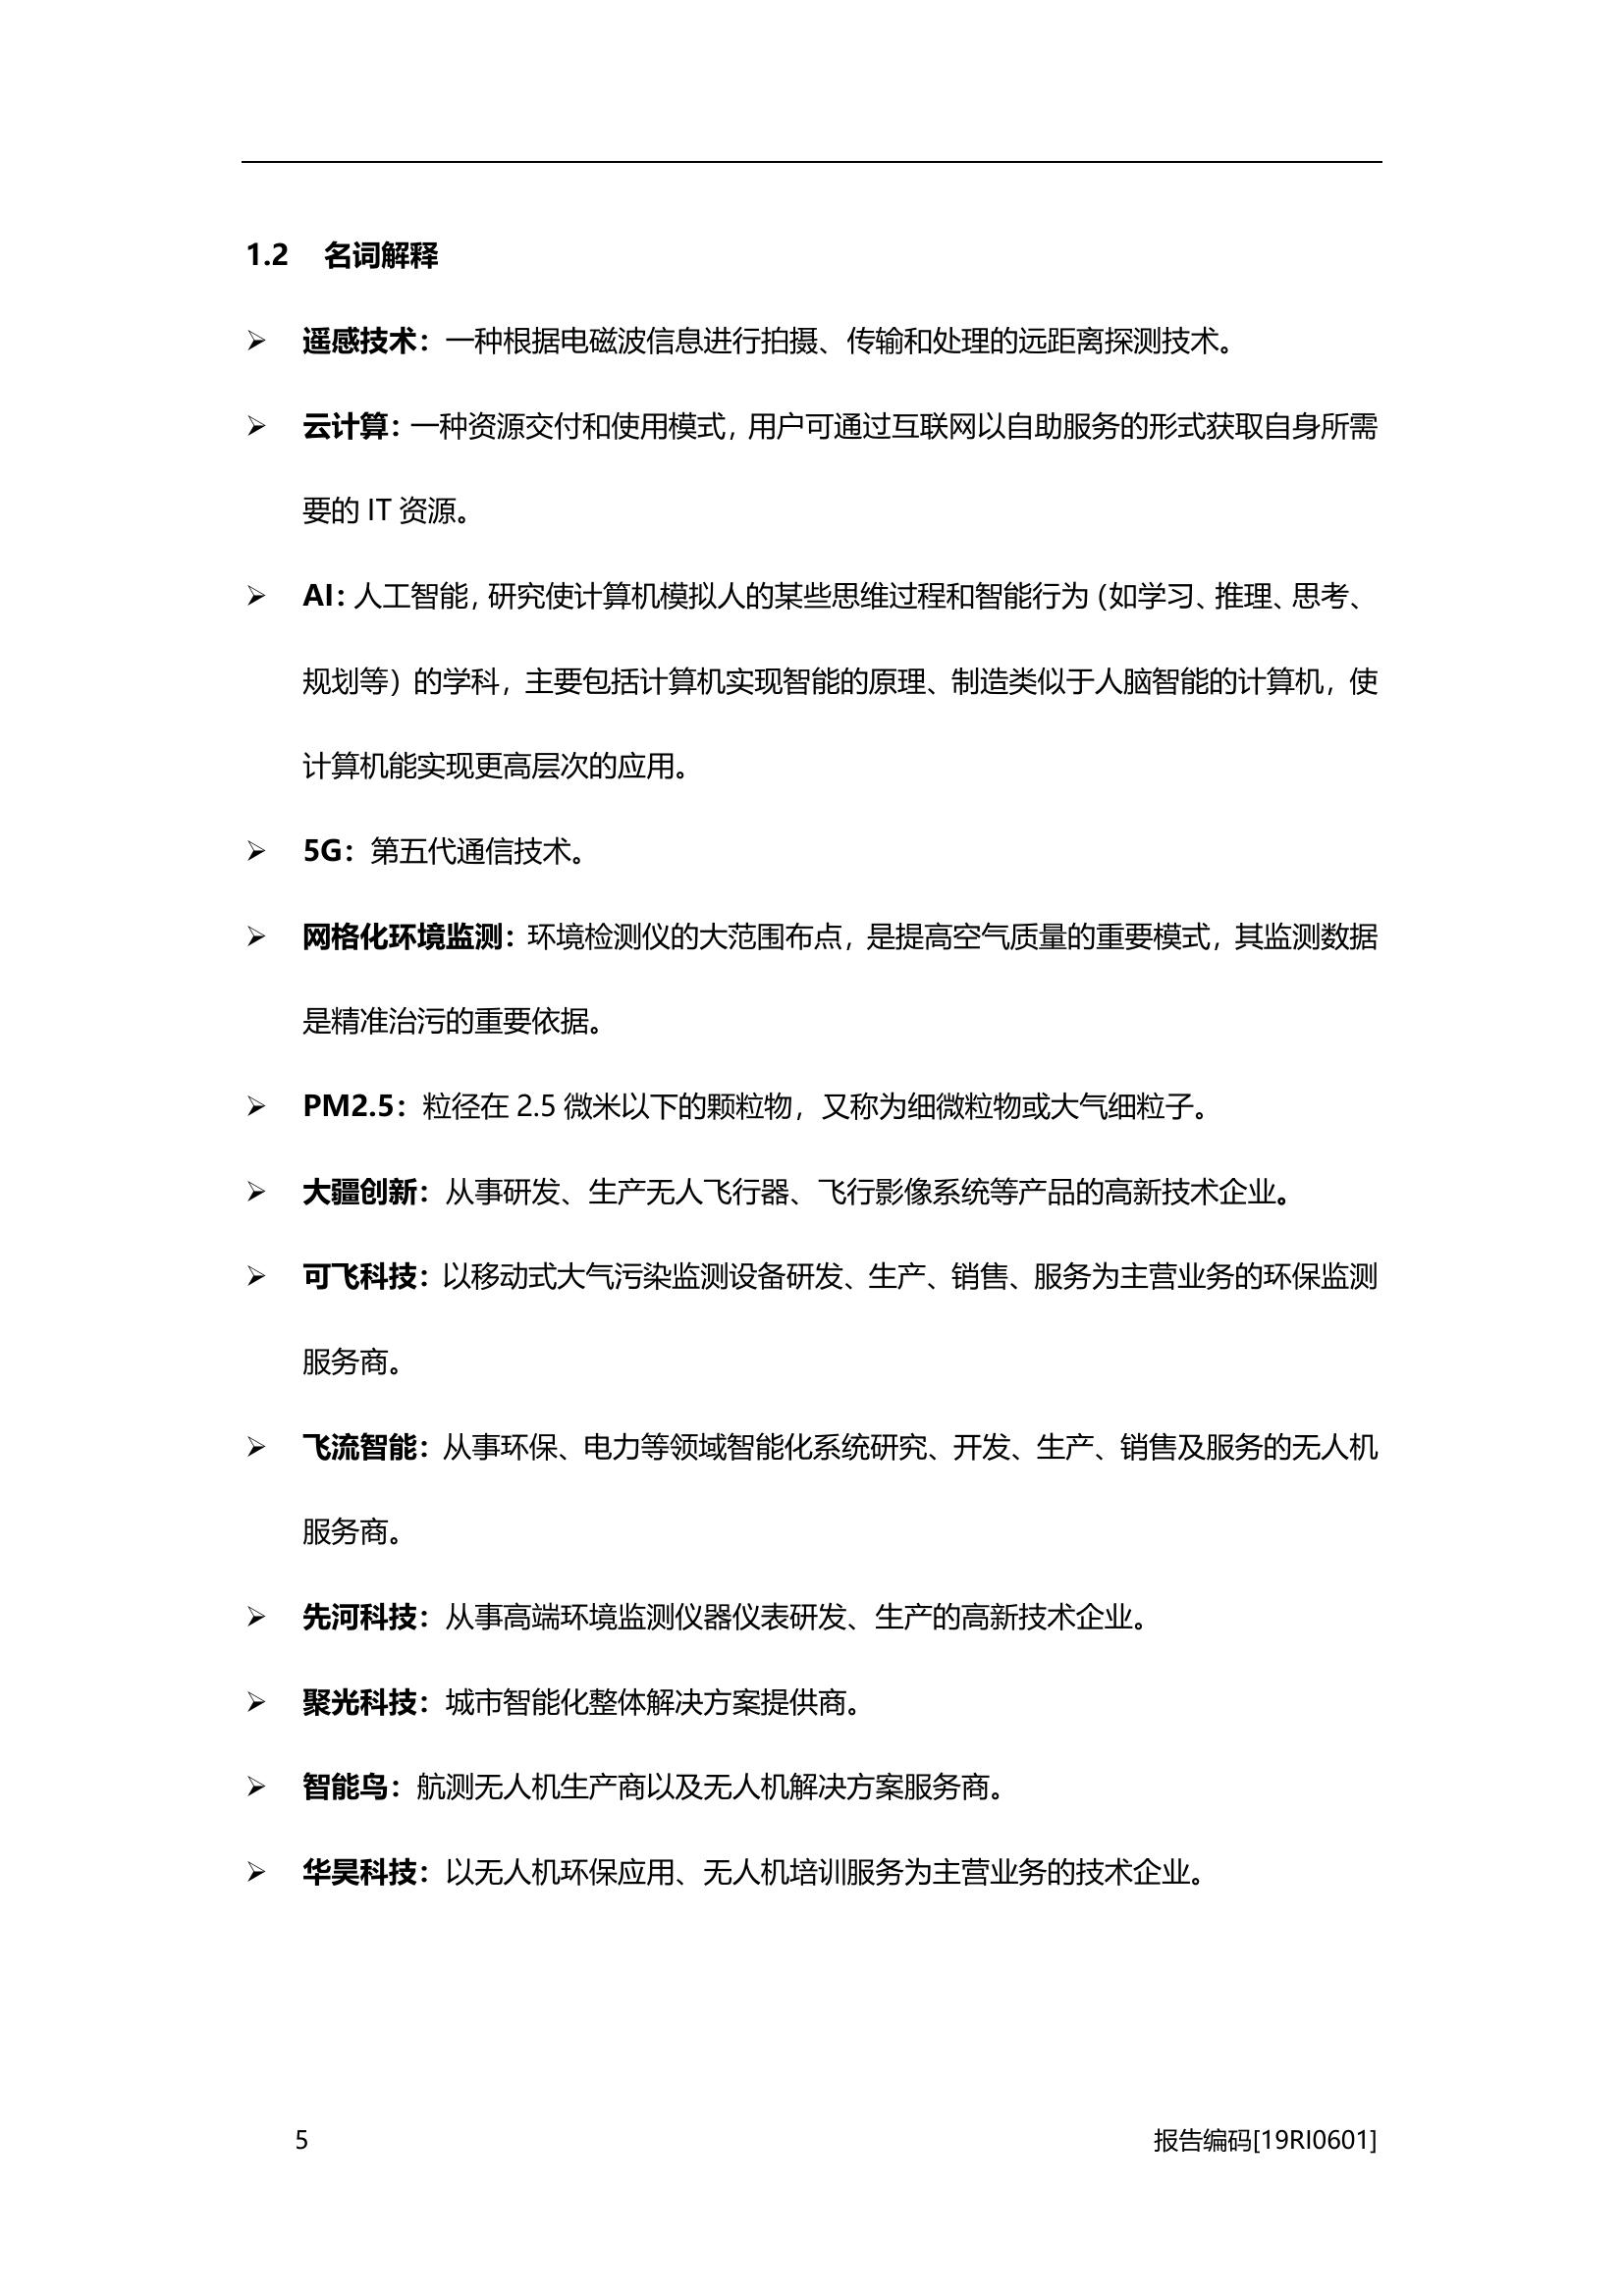 1.2 名词解释
➢ 遥感技术：一种根据电磁波信息进行拍摄、传输和处理的远距离探测技术。
➢ 云计算：一种资源交付和使用模式，用户可通过互联网以自助服务的形式获取自身所需
要的 IT 资源。
➢ AI：人工智能，研究使计算机模拟人的某些思维过程和智能行为（如学习、推理、思考、
规划等）的学科，主要包括计算机实现智能的原理、制造类似于人脑智能的计算机，使
计算机能实现更高层次的应用。
➢ 5G：第五代通信技术。
➢ 网格化环境监测：环境检测仪的大范围布点，是提高空气质量的重要模式，其监测数据
是精准治污的重要依据。
➢ PM2.5：粒径在 2.5 微米以下的颗粒物，又称为细微粒物或大气细粒子。
➢ 大疆创新：从事研发、生产无人飞行器、飞行影像系统等产品的高新技术企业。
➢ 可飞科技：以移动式大气污染监测设备研发、生产、销售、服务为主营业务的环保监测
服务商。
➢ 飞流智能：从事环保、电力等领域智能化系统研究、开发、生产、销售及服务的无人机
服务商。
➢ 先河科技：从事高端环境监测仪器仪表研发、生产的高新技术企业。
➢ 聚光科技：城市智能化整体解决方案提供商。
➢ 智能鸟：航测无人机生产商以及无人机解决方案服务商。
➢ 华昊科技：以无人机环保应用、无人机培训服务为主营业务的技术企业。
5 报告编码[19RI0601]